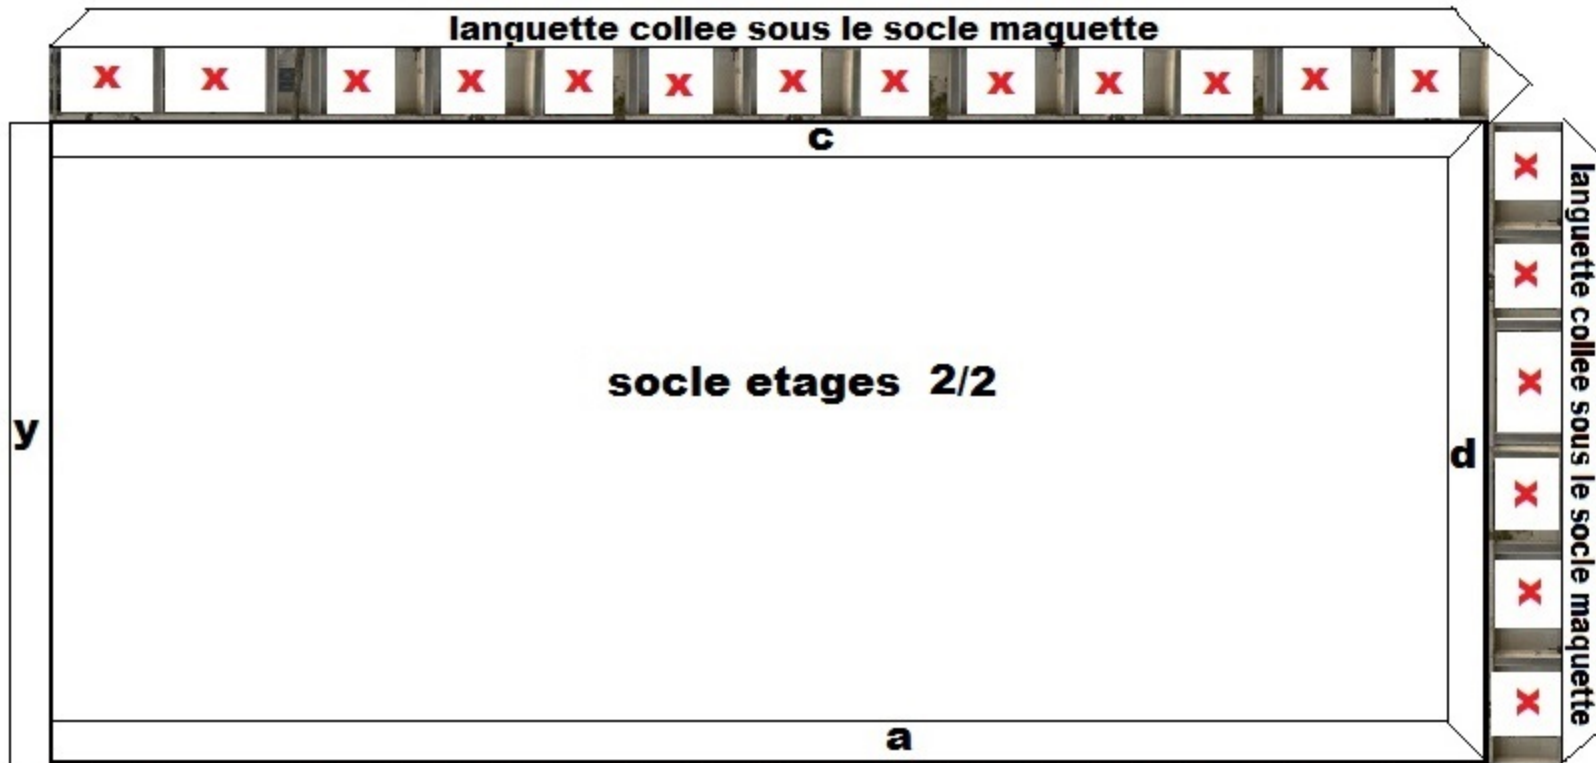 languette collee sous le socle maquette
x x x x x x x x x x x x x
c
x
x
socle etages 2/2
x
y
d
x
x
x
languette collee sous le socle maquette
a